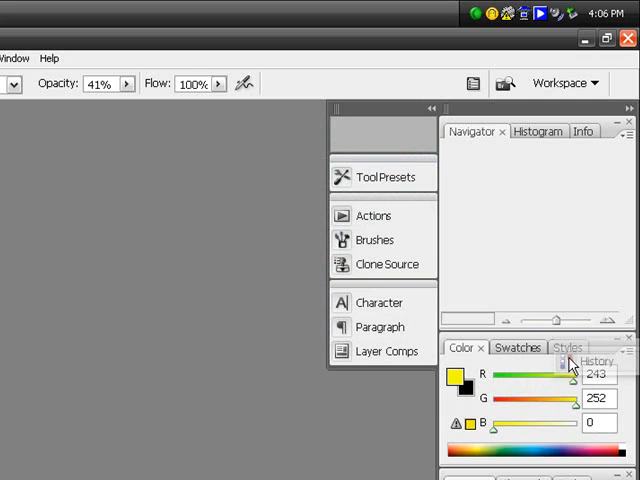 4:06 PM
Window Help
Opacity: 41% Flow: 100% Workspace
Navigator × Histogram Info
Tool Presets
Actions
Brushes
Clone Source
Character
Paragraph
Layer Comps
Color × Swatches Styles
History
R 243
G 252
B 0